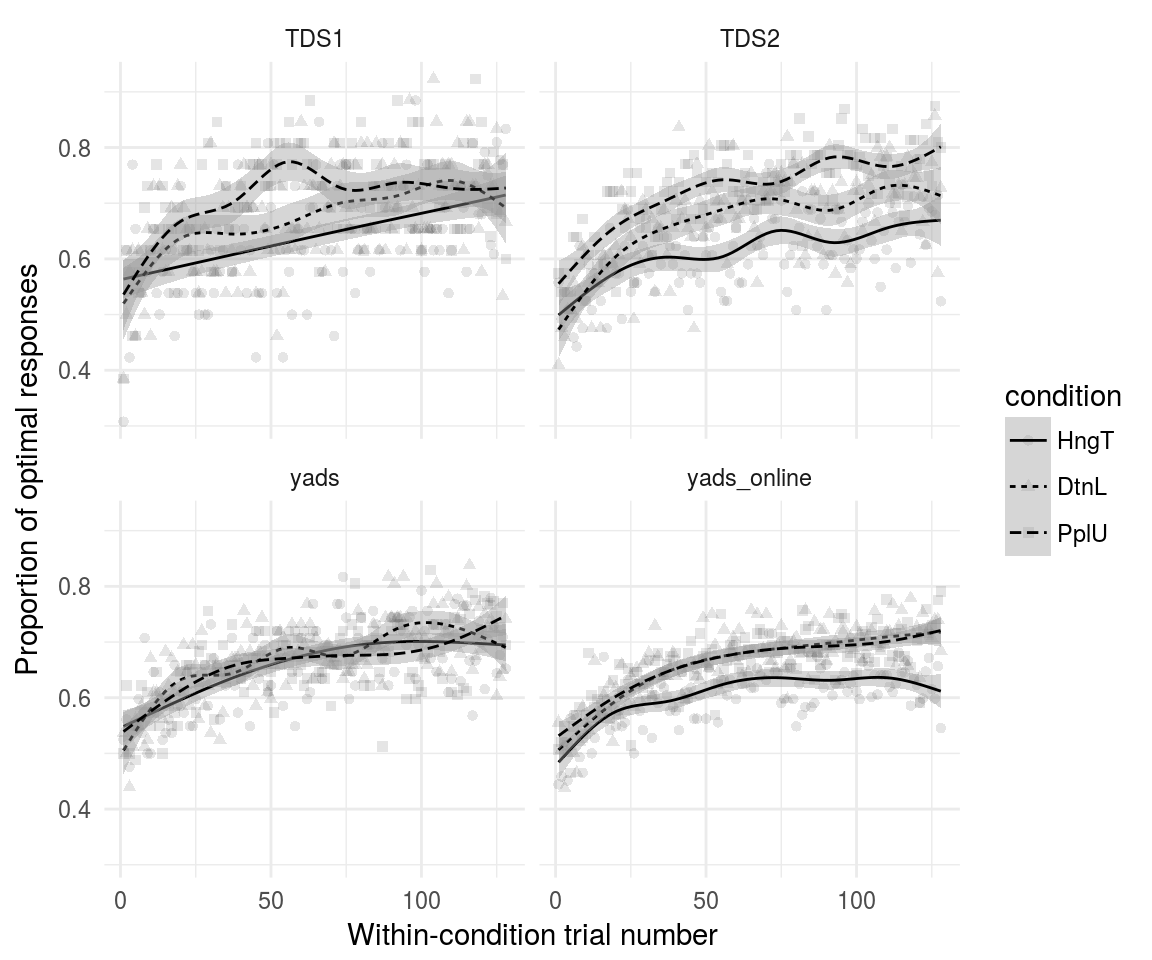 TDS1
TDS2
0.8
0.6
0.4
yads
yads_online
0.8
0.6
0.4
0
50
100
0
50
100
Within-condition trial number
Proportion of optimal responses
condition
HngT
DtnL
PplU